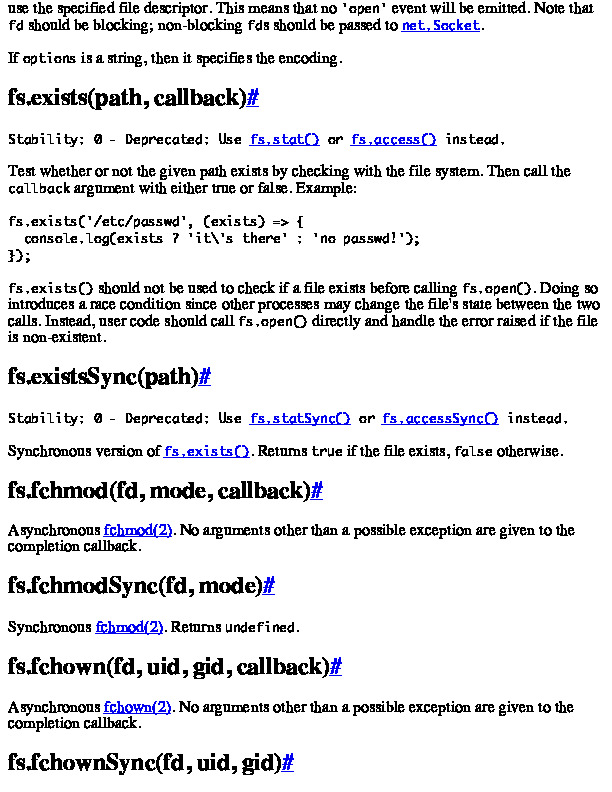 use the specified file descriptor. This means that no 'open' event will be emitted. Note that
fd should be blocking; non-blocking fds should be passed to net.Socket.
If options is a string, then it specifies the encoding.
fs.exists(path, callback)#
Stability: 0 - Deprecated: Use fs.stat() or fs.access() instead.
Test whether or not the given path exists by checking with the file system. Then call the
callback argument with either true or false. Example:
fs.exists('/etc/passwd', (exists) => {
  console.log(exists ? 'it\'s there' : 'no passwd!');
});
fs.exists() should not be used to check if a file exists before calling fs.open(). Doing so
introduces a race condition since other processes may change the file's state between the two
calls. Instead, user code should call fs.open() directly and handle the error raised if the file
is non-existent.
fs.existsSync(path)#
Stability: 0 - Deprecated: Use fs.statSync() or fs.accessSync() instead.
Synchronous version of fs.exists(). Returns true if the file exists, false otherwise.
fs.fchmod(fd, mode, callback)#
Asynchronous fchmod(2). No arguments other than a possible exception are given to the
completion callback.
fs.fchmodSync(fd, mode)#
Synchronous fchmod(2). Returns undefined.
fs.fchown(fd, uid, gid, callback)#
Asynchronous fchown(2). No arguments other than a possible exception are given to the
completion callback.
fs.fchownSync(fd, uid, gid)#